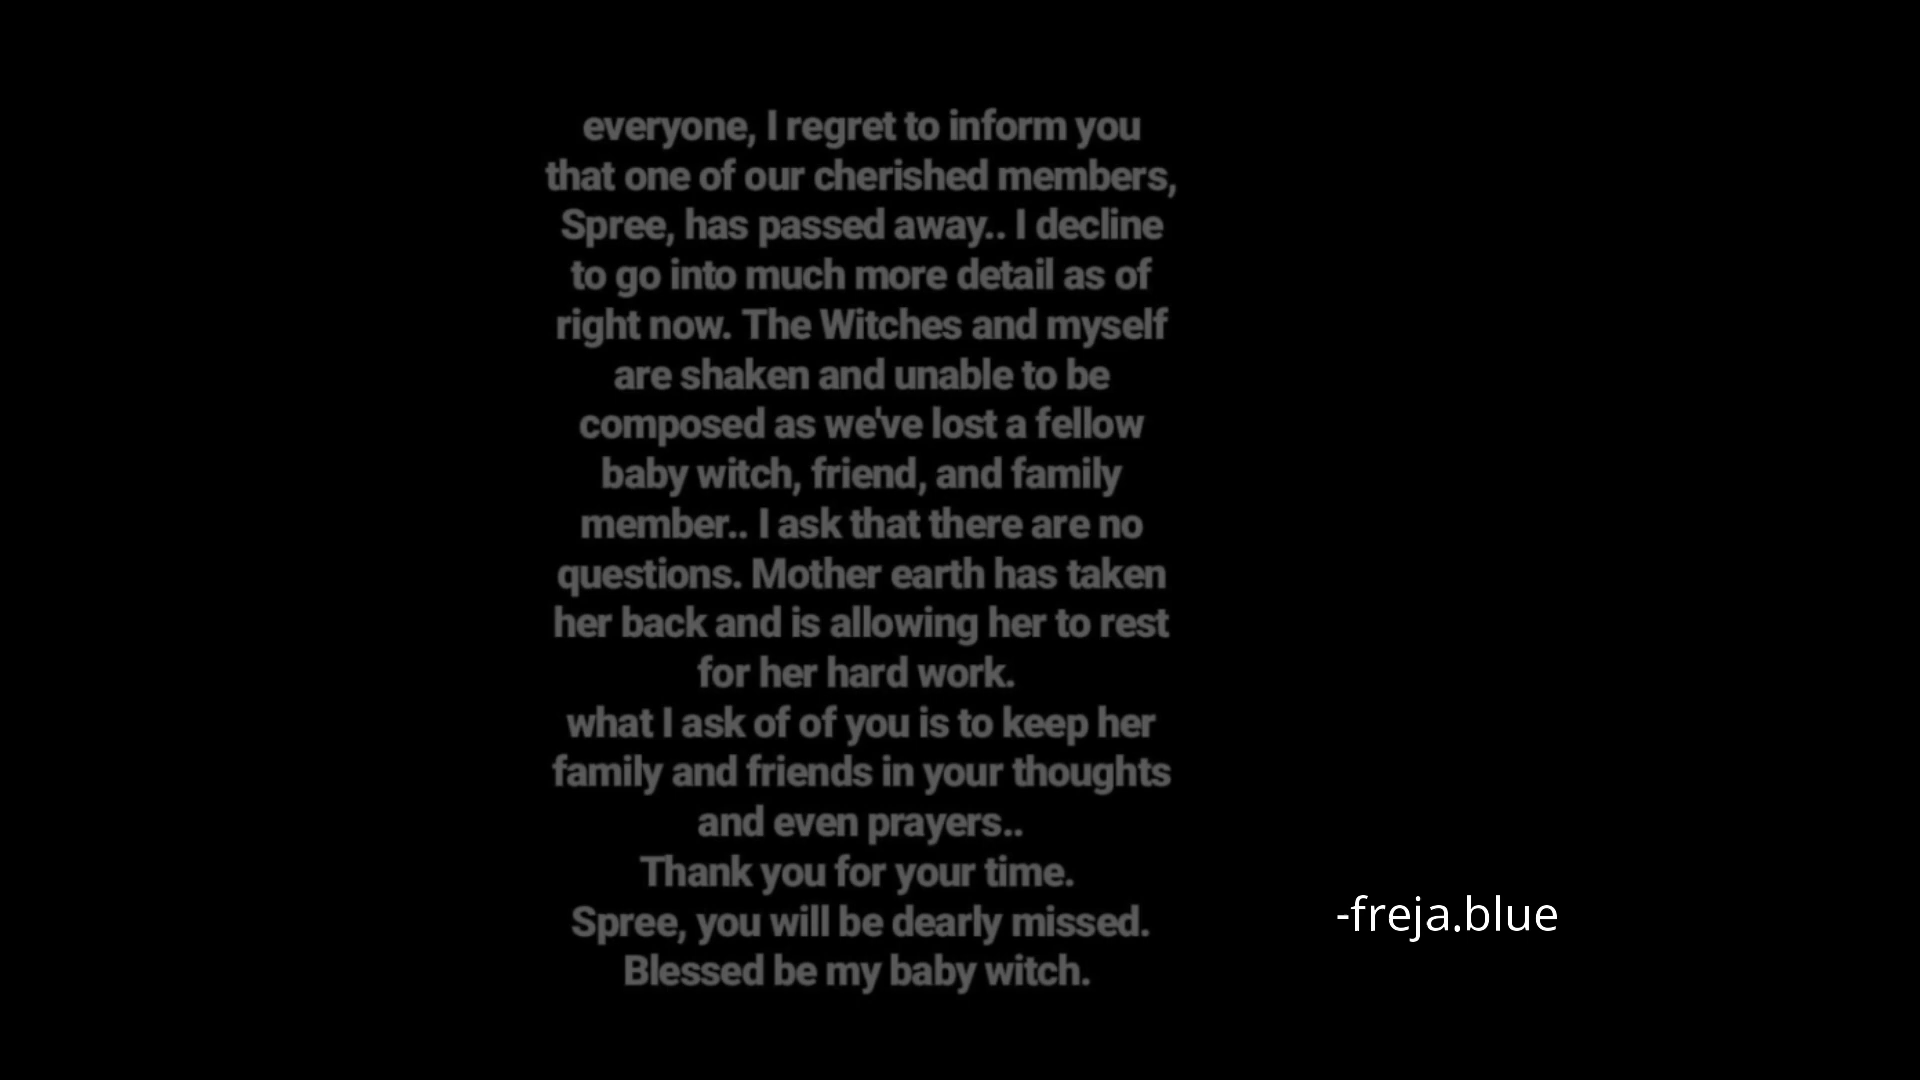 everyone, I regret to inform you
that one of our cherished members,
Spree, has passed away.. I decline
to go into much more detail as of
right now. The Witches and myself
are shaken and unable to be
composed as we've lost a fellow
baby witch, friend, and family
member.. I ask that there are no
questions. Mother earth has taken
her back and is allowing her to rest
for her hard work.
what I ask of of you is to keep her
family and friends in your thoughts
and even prayers..
Thank you for your time.
Spree, you will be dearly missed.
Blessed be my baby witch.
-freja.blue